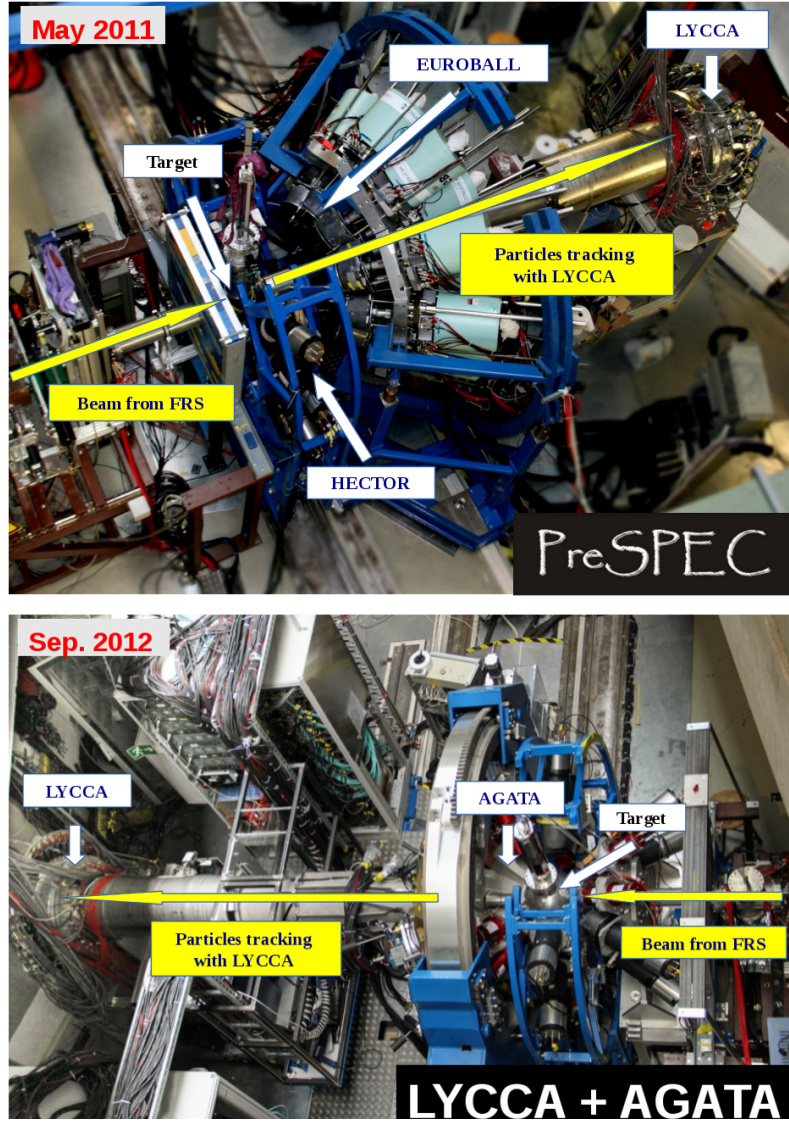 May 2011
LYCCA
EUROBALL
Target
Particles tracking
with LYCCA
Beam from FRS
HECTOR
PreSPEC
Sep. 2012
LYCCA
AGATA
Target
Particles tracking
with LYCCA
Beam from FRS
LYCCA + AGATA